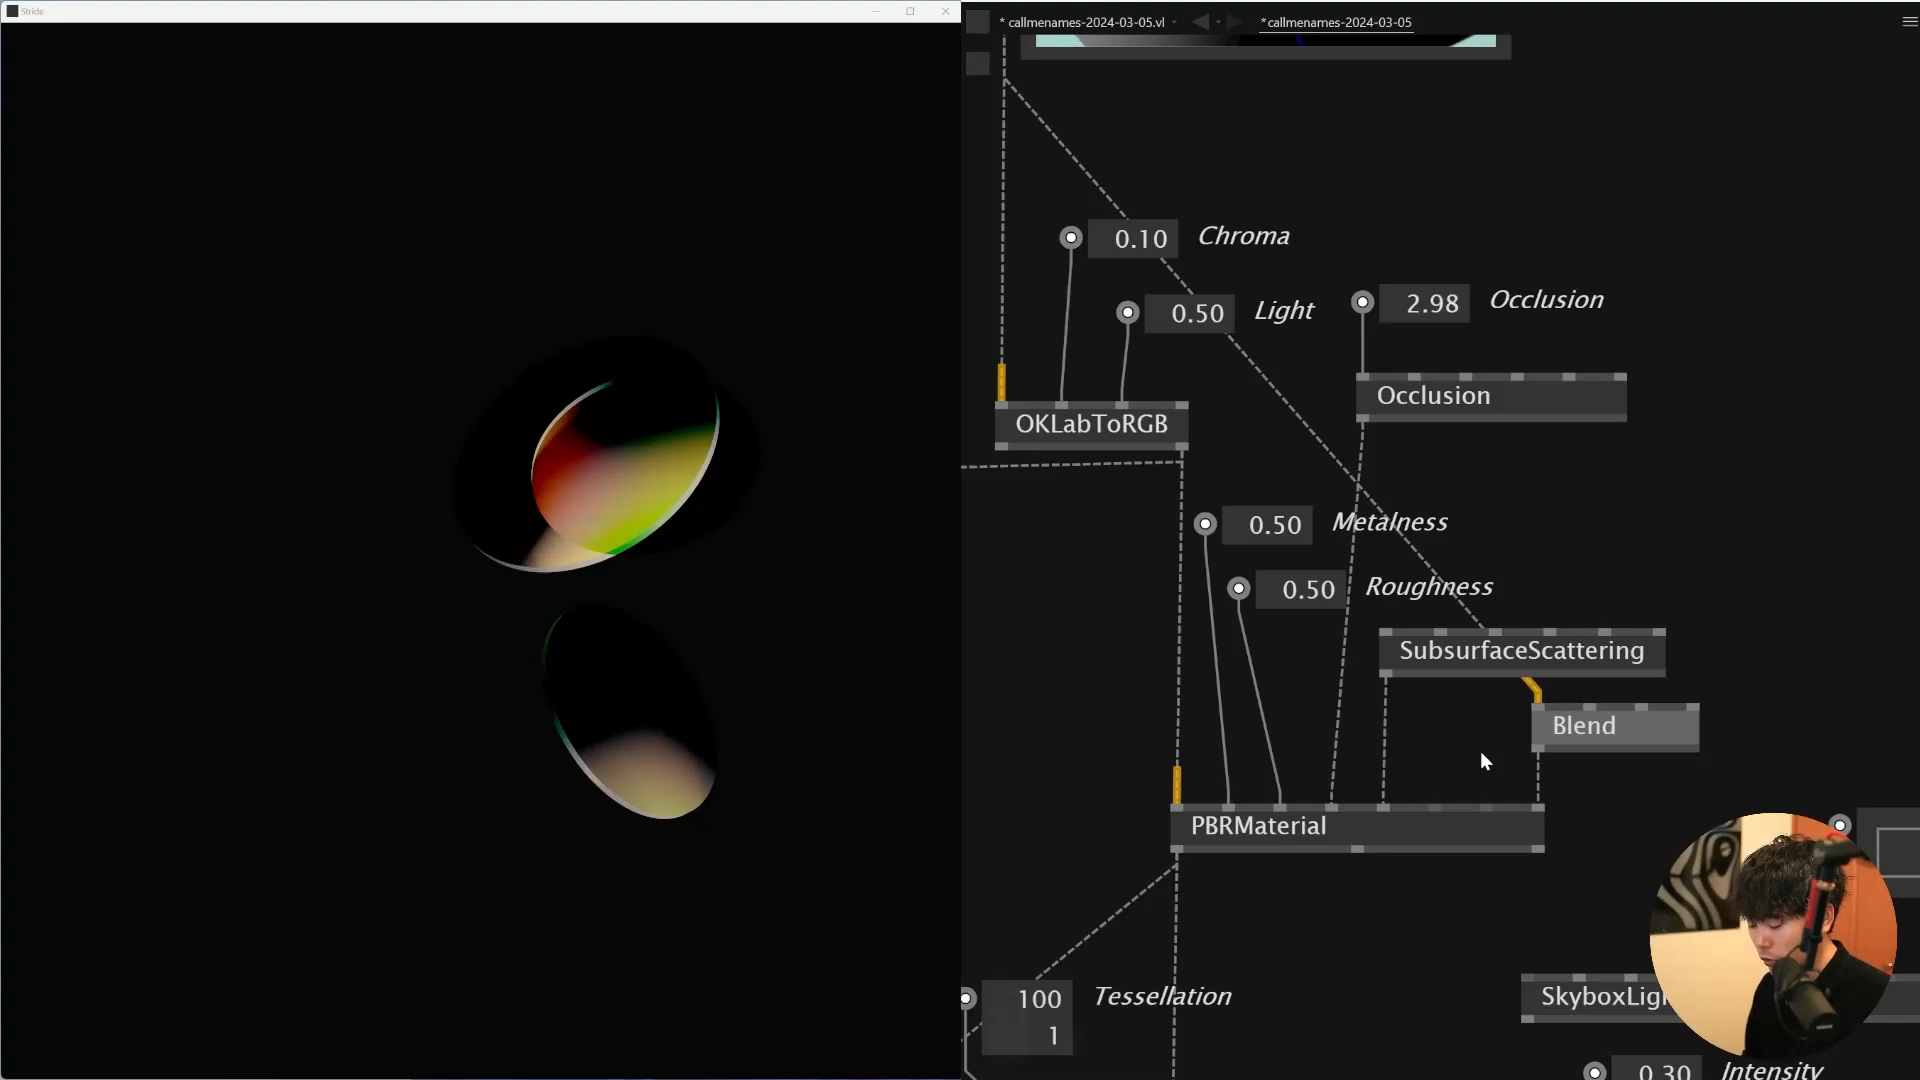 Stride
* callmenames-2024-03-05.vl
*callmenames-2024-03-05
0.10 Chroma
0.50 Light
2.98 Occlusion
Occlusion
OKLabToRGB
0.50 Metalness
0.50 Roughness
SubsurfaceScattering
Blend
PBRMaterial
100 Tessellation
1
SkyboxLig
0.30 Intensity